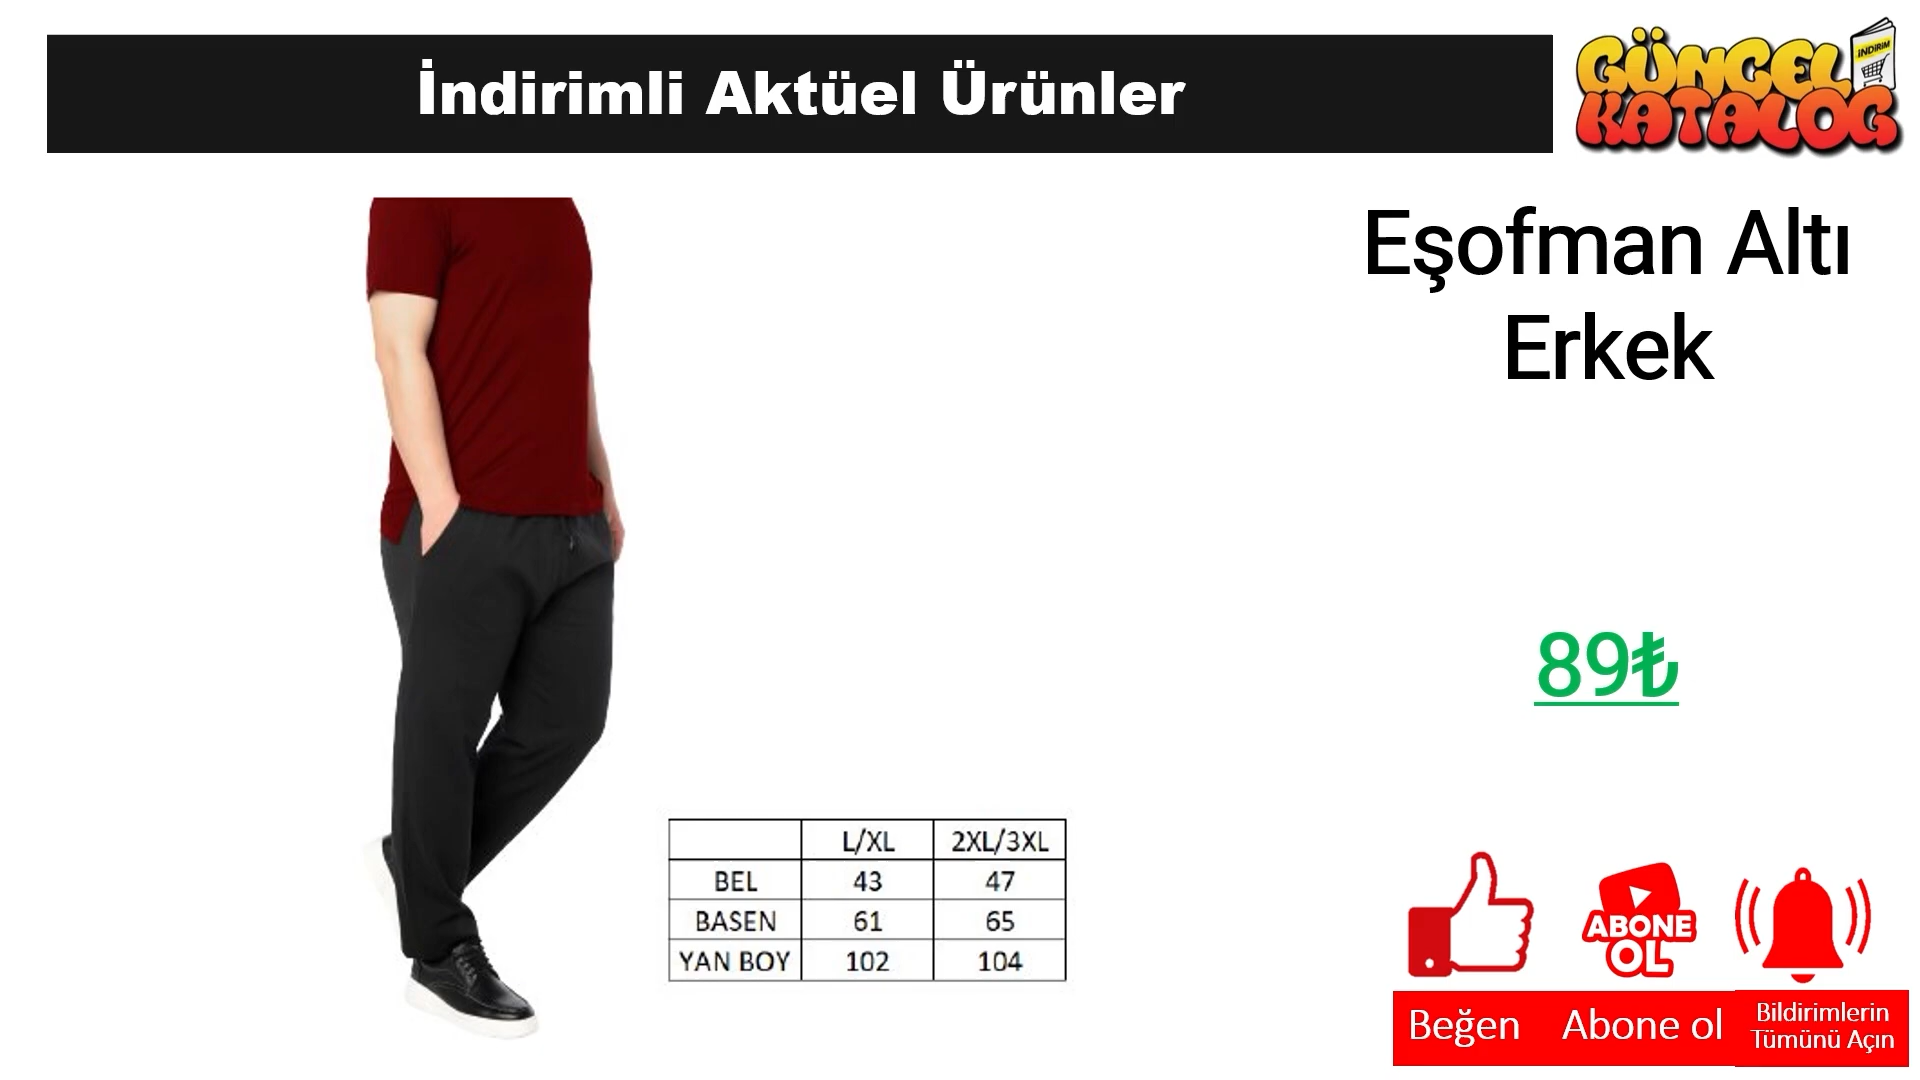 İndirimli Aktüel Ürünler
GÜNCEL
KATALOG
İNDİRİM
Eşofman Altı
Erkek
89₺
L/XL 2XL/3XL
BEL 43 47
BASEN 61 65
YAN BOY 102 104
ABONE
OL
Beğen
Abone ol
Bildirimlerin
Tümünü Açın